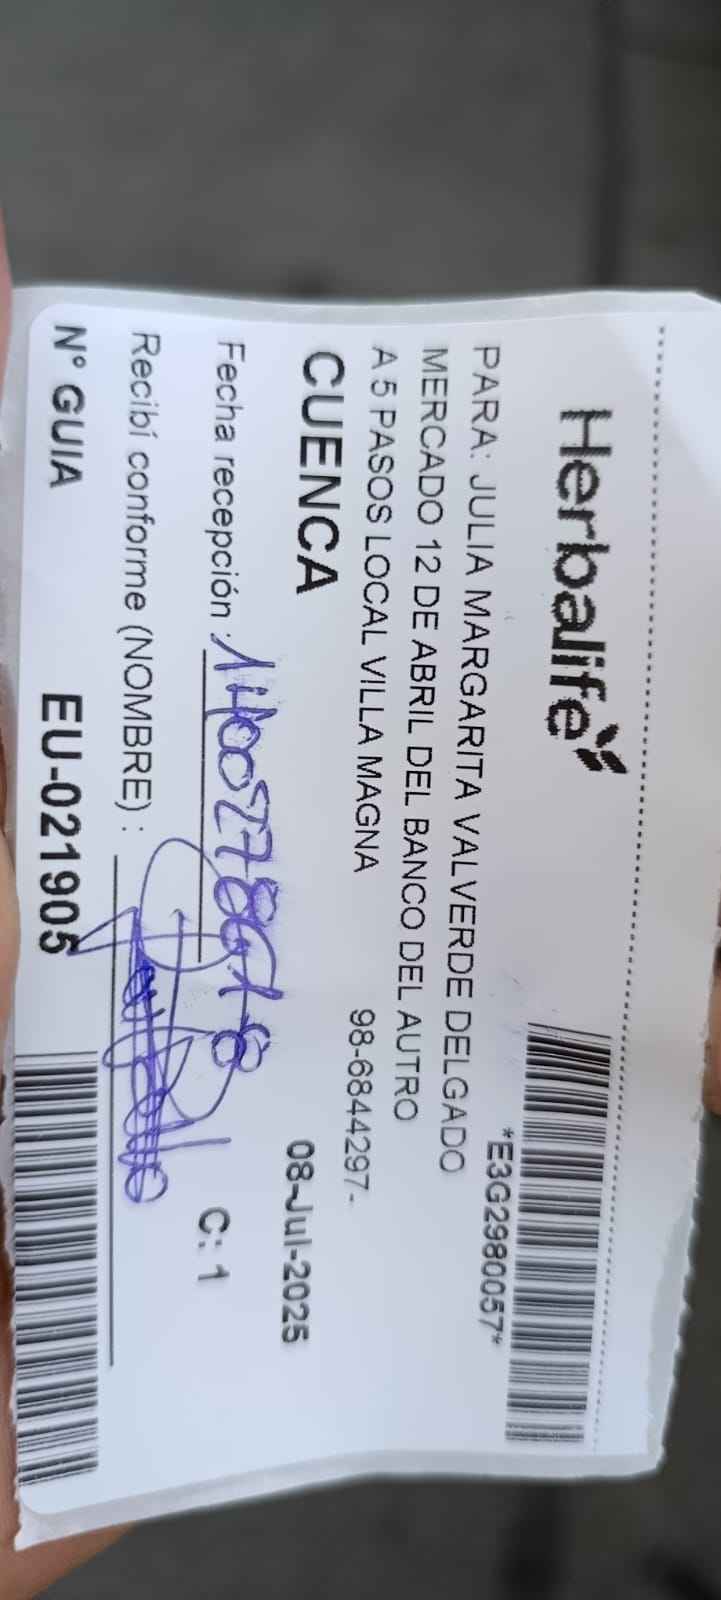 Herbalife
*E3G2980057*
PARA: JULIA MARGARITA VALVERDE DELGADO
MERCADO 12 DE ABRIL DEL BANCO DEL AUTRO
A 5 PASOS LOCAL VILLA MAGNA 98-6844297-
CUENCA 08-Jul-2025
Fecha recepción : C: 1
Recibí conforme (NOMBRE) :
N° GUIA EU-021905